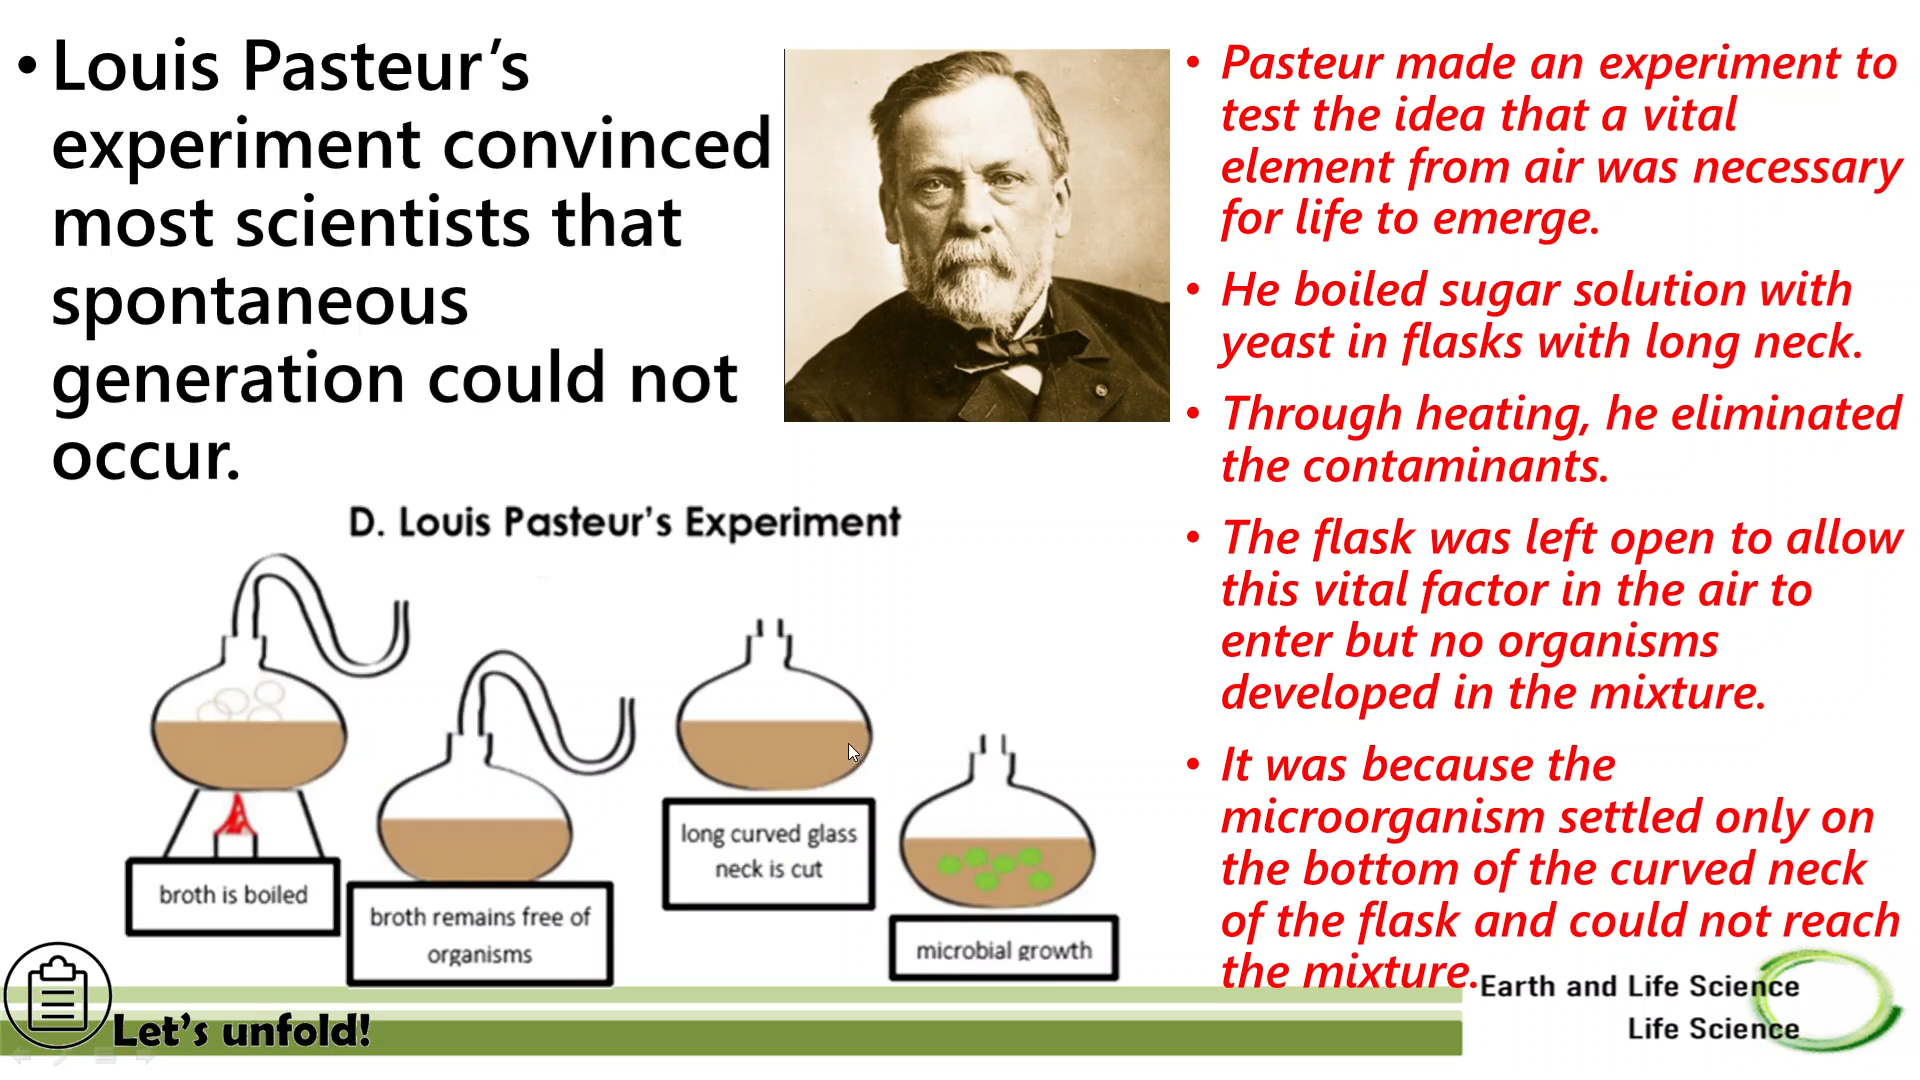 • Louis Pasteur’s
experiment convinced
most scientists that
spontaneous
generation could not
occur.
D. Louis Pasteur’s Experiment
broth is boiled
broth remains free of
organisms
long curved glass
neck is cut
microbial growth
• Pasteur made an experiment to
test the idea that a vital
element from air was necessary
for life to emerge.
• He boiled sugar solution with
yeast in flasks with long neck.
• Through heating, he eliminated
the contaminants.
• The flask was left open to allow
this vital factor in the air to
enter but no organisms
developed in the mixture.
• It was because the
microorganism settled only on
the bottom of the curved neck
of the flask and could not reach
the mixture.
Let’s unfold!
Earth and Life Science
Life Science